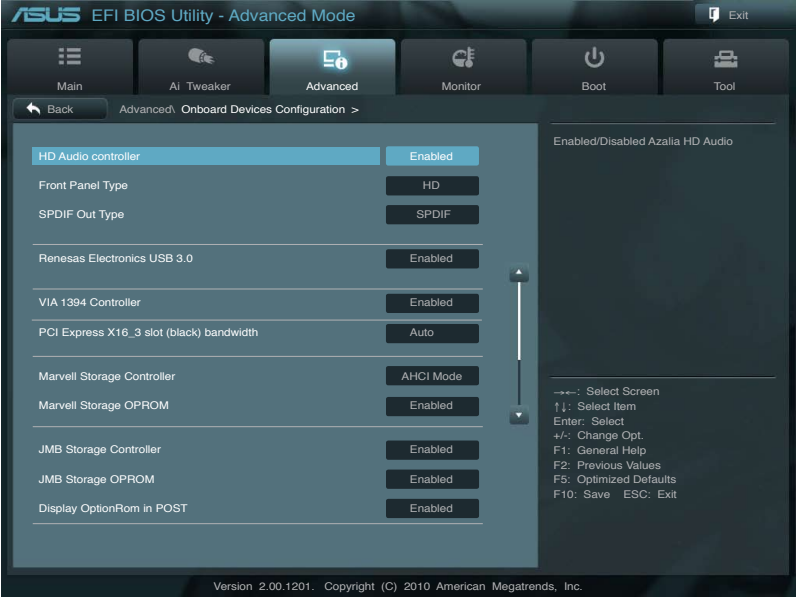 ASUS EFI BIOS Utility - Advanced Mode
Exit
Main Ai Tweaker Advanced Monitor Boot Tool
Back Advanced\ Onboard Devices Configuration >
HD Audio controller Enabled
Front Panel Type HD
SPDIF Out Type SPDIF
Renesas Electronics USB 3.0 Enabled
VIA 1394 Controller Enabled
PCI Express X16_3 slot (black) bandwidth Auto
Marvell Storage Controller AHCI Mode
Marvell Storage OPROM Enabled
JMB Storage Controller Enabled
JMB Storage OPROM Enabled
Display OptionRom in POST Enabled
Enabled/Disabled Azalia HD Audio
→←: Select Screen
↑↓: Select Item
Enter: Select
+/-: Change Opt.
F1: General Help
F2: Previous Values
F5: Optimized Defaults
F10: Save ESC: Exit
Version 2.00.1201. Copyright (C) 2010 American Megatrends, Inc.